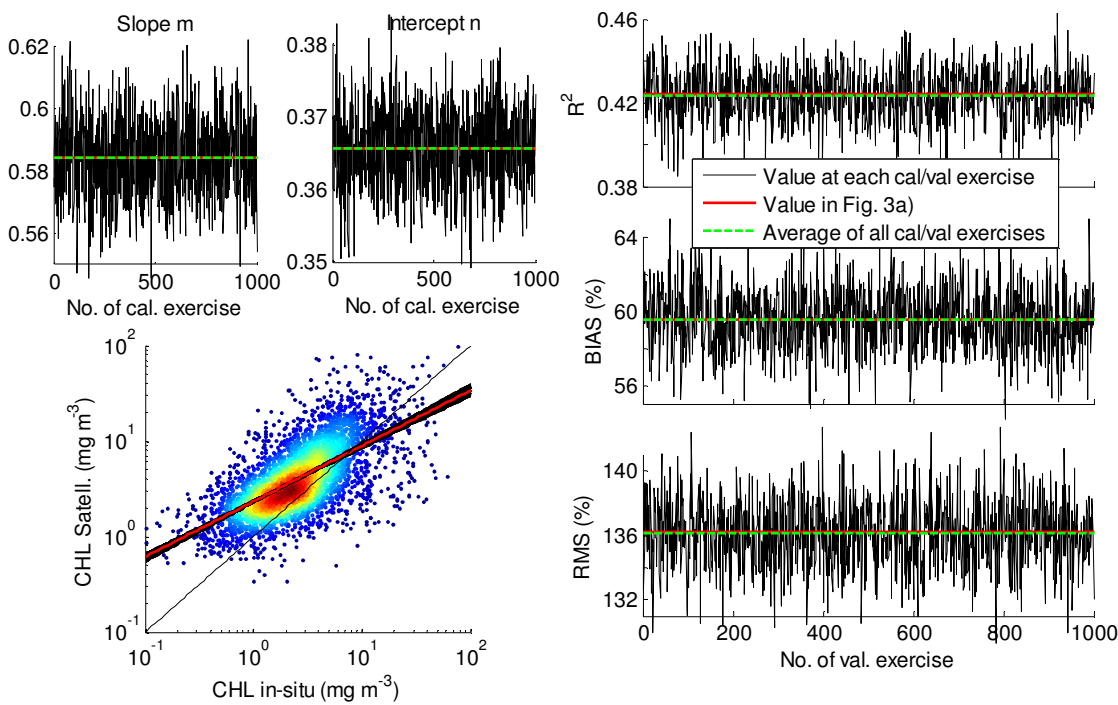 Slope m
0.62
0.6
0.58
0.56
0 500 1000
No. of cal. exercise
Intercept n
0.38
0.37
0.36
0.35
0 500 1000
No. of cal. exercise
0.46
0.42
0.38
R²
Value at each cal/val exercise
Value in Fig. 3a)
Average of all cal/val exercises
64
60
56
BIAS (%)
140
136
132
RMS (%)
0 200 400 600 800 1000
No. of val. exercise
10²
10¹
10⁰
10⁻¹
CHL Satell. (mg m⁻³)
10⁻¹ 10⁰ 10¹ 10²
CHL in-situ (mg m⁻³)